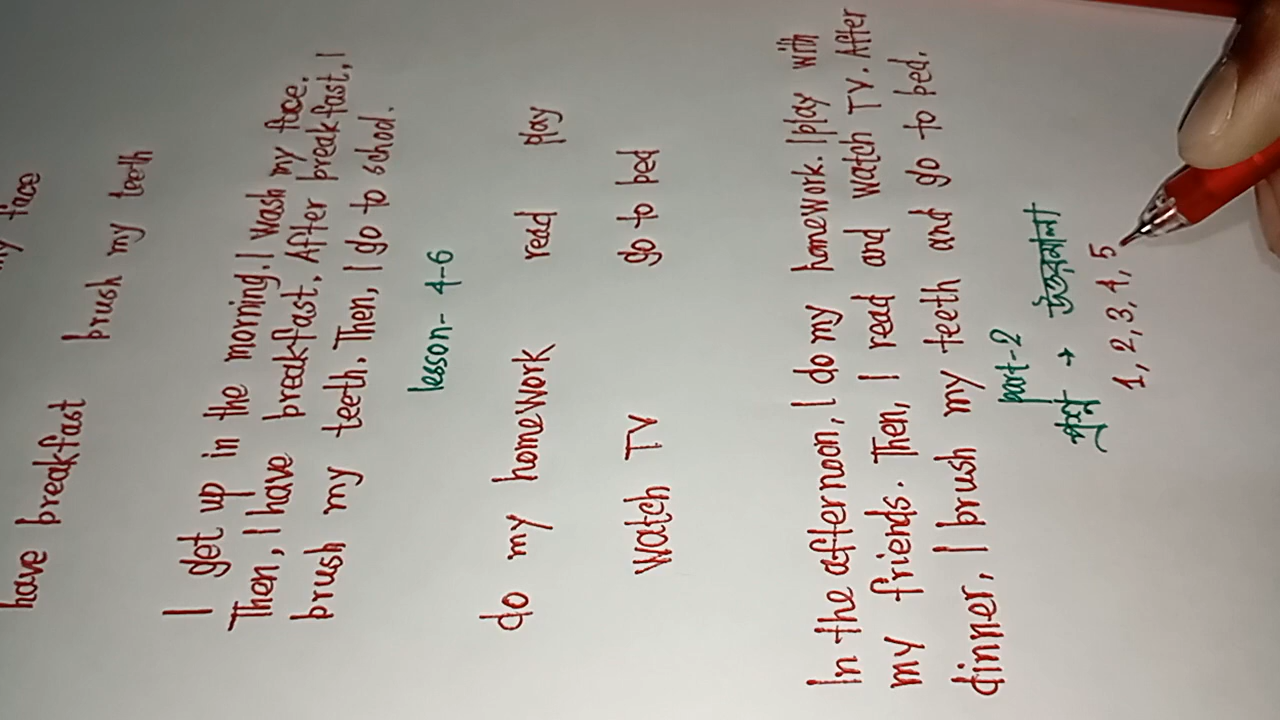 my face
have breakfast brush my teeth
I get up in the morning. I wash my face.
Then, I have breakfast. After breakfast, I
brush my teeth. Then, I go to school.
lesson- 4-6
do my homework read play
watch TV go to bed
In the afternoon, I do my homework. I play with
my friends. Then, I read and watch TV. After
dinner, I brush my teeth and go to bed.
part-2
→
1, 2, 3, 4, 5